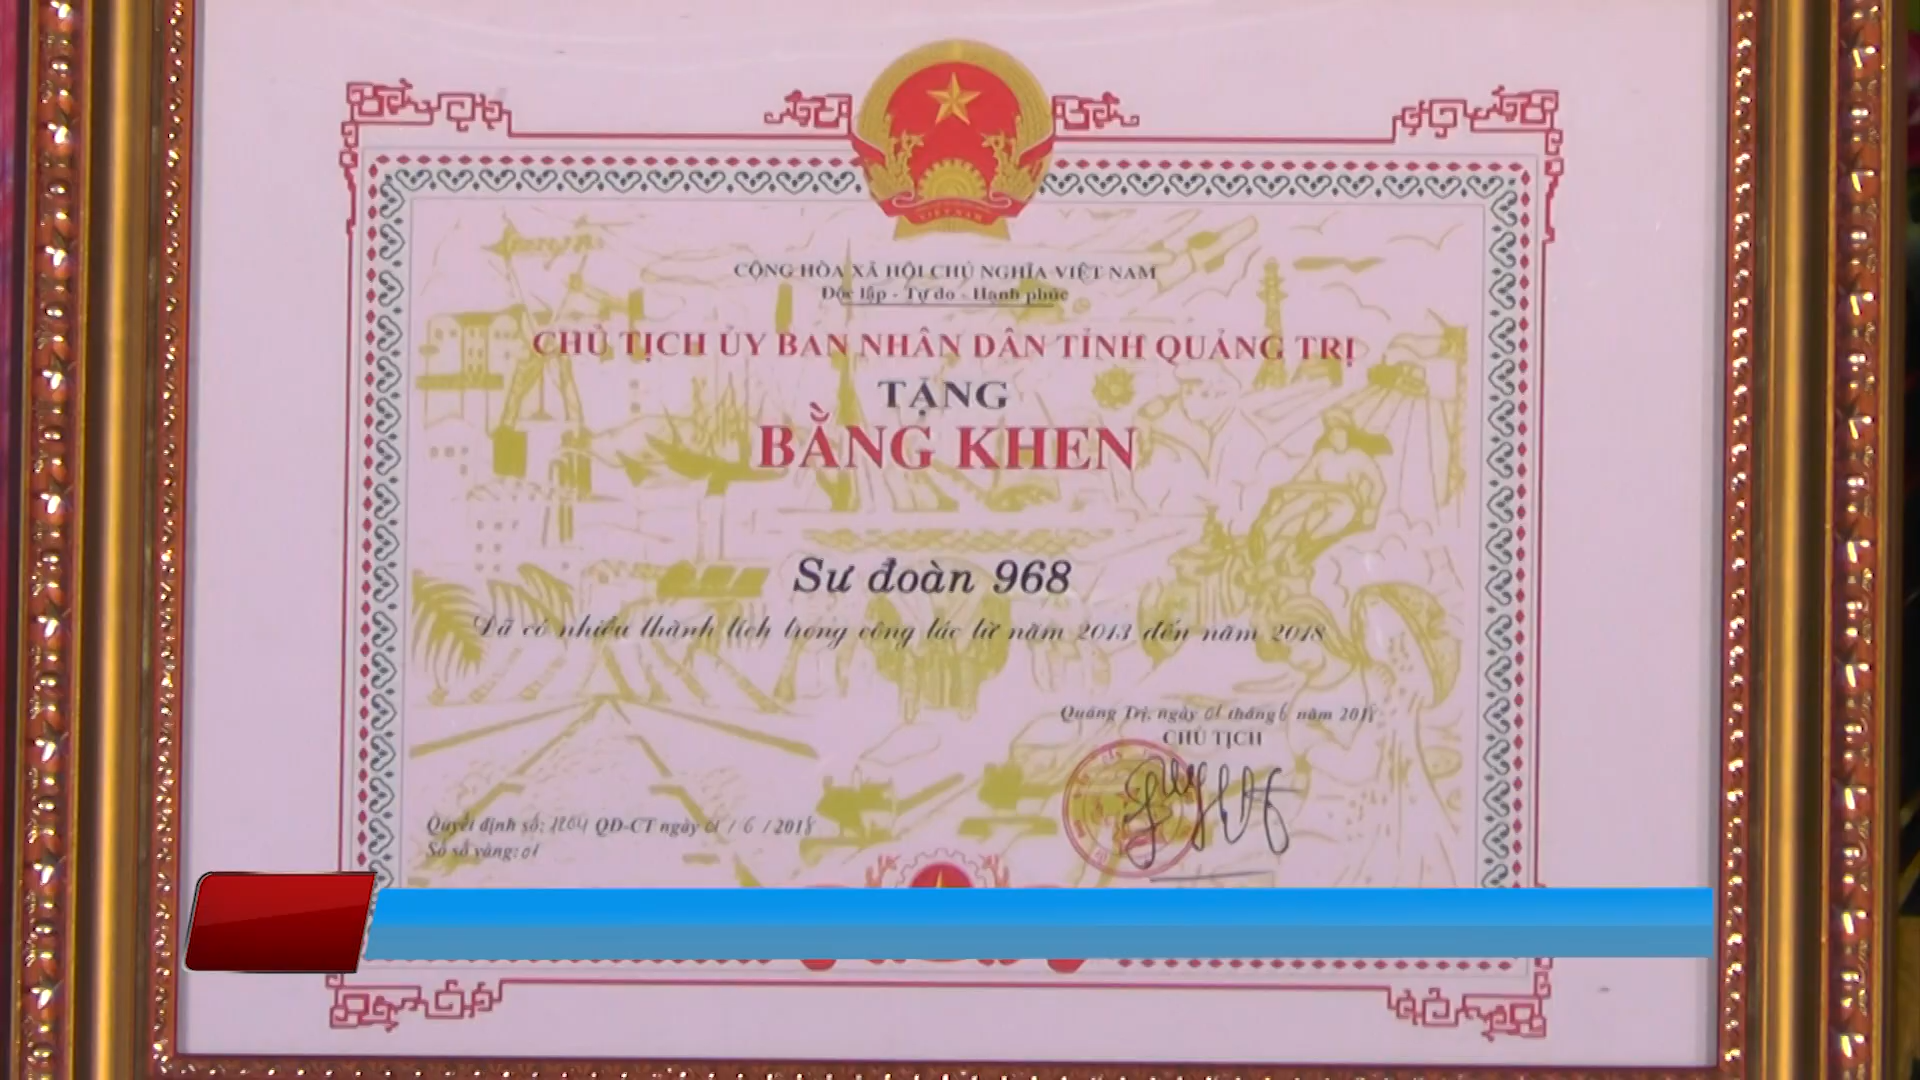 VIỆT NAM
CỘNG HÒA XÃ HỘI CHỦ NGHĨA VIỆT NAM
Độc lập - Tự do - Hạnh phúc
CHỦ TỊCH ỦY BAN NHÂN DÂN TỈNH QUẢNG TRỊ
TẶNG
BẰNG KHEN
Sư đoàn 968
Đã có nhiều thành tích trong công tác từ năm 2013 đến năm 2018
Quảng Trị, ngày 01 tháng 6 năm 2018
CHỦ TỊCH
Quyết định số: QĐ-CT ngày 01 / 6 / 2018
Số sổ vàng: 01